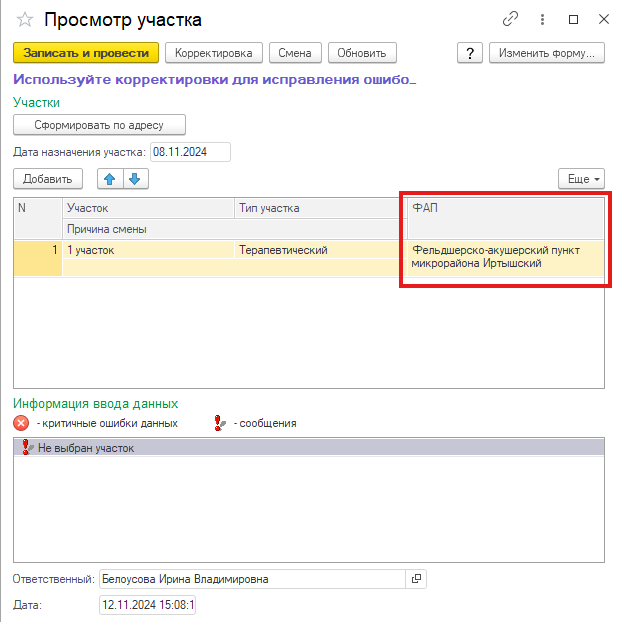 Просмотр участка
Записать и провести Корректировка Смена Обновить ? Изменить форму...
Используйте корректировки для исправления ошибо...
Участки
Сформировать по адресу
Дата назначения участка: 08.11.2024
Добавить Еще
N Участок Тип участка ФАП
Причина смены
1 1 участок Терапевтический Фельдшерско-акушерский пункт
микрорайона Иртышский
Информация ввода данных
- критичные ошибки данных - сообщения
Не выбран участок
Ответственный: Белоусова Ирина Владимировна
Дата: 12.11.2024 15:08:1